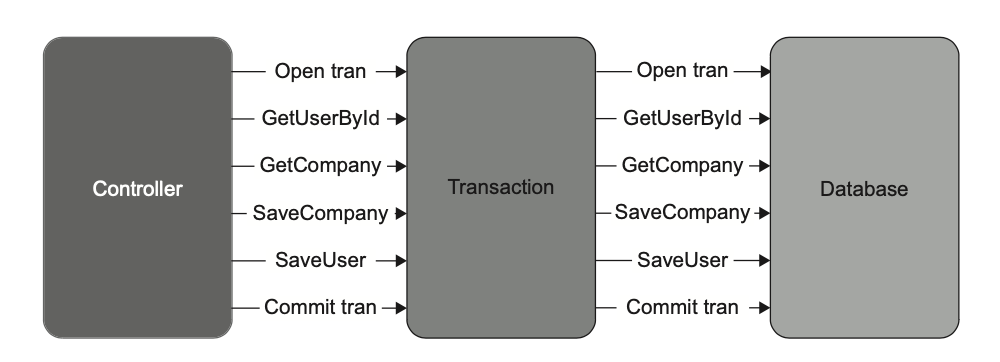 Open tran
Open tran
GetUserById
GetUserById
GetCompany
GetCompany
Controller
Transaction
Database
SaveCompany
SaveCompany
SaveUser
SaveUser
Commit tran
Commit tran